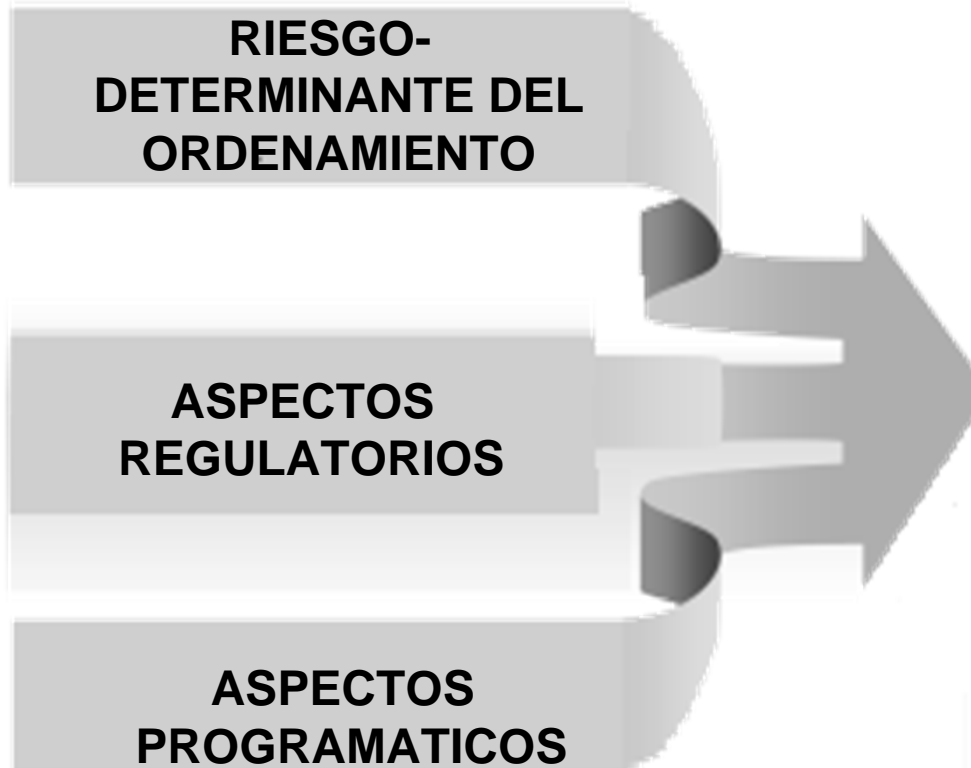 RIESGO-
DETERMINANTE DEL
ORDENAMIENTO
ASPECTOS
REGULATORIOS
ASPECTOS
PROGRAMATICOS